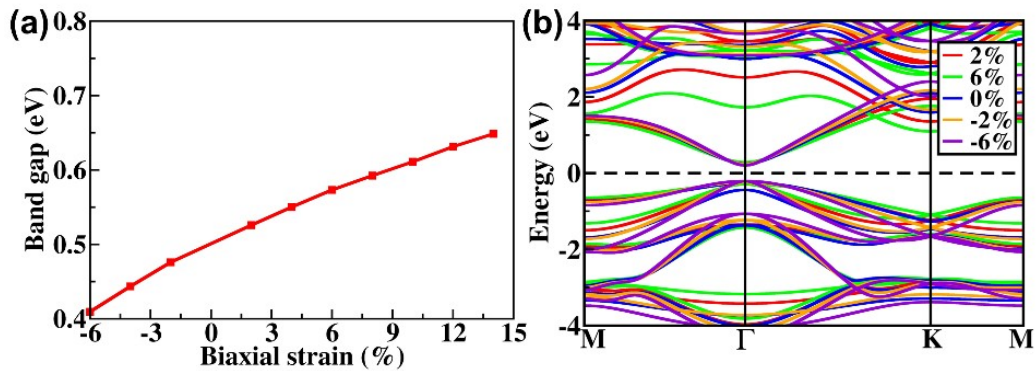 (a)
Band gap (eV)
0.8
0.7
0.6
0.5
0.4
-6 -3 0 3 6 9 12 15
Biaxial strain (%)
(b)
Energy (eV)
4
2
0
-2
-4
M Γ K M
2%
6%
0%
-2%
-6%